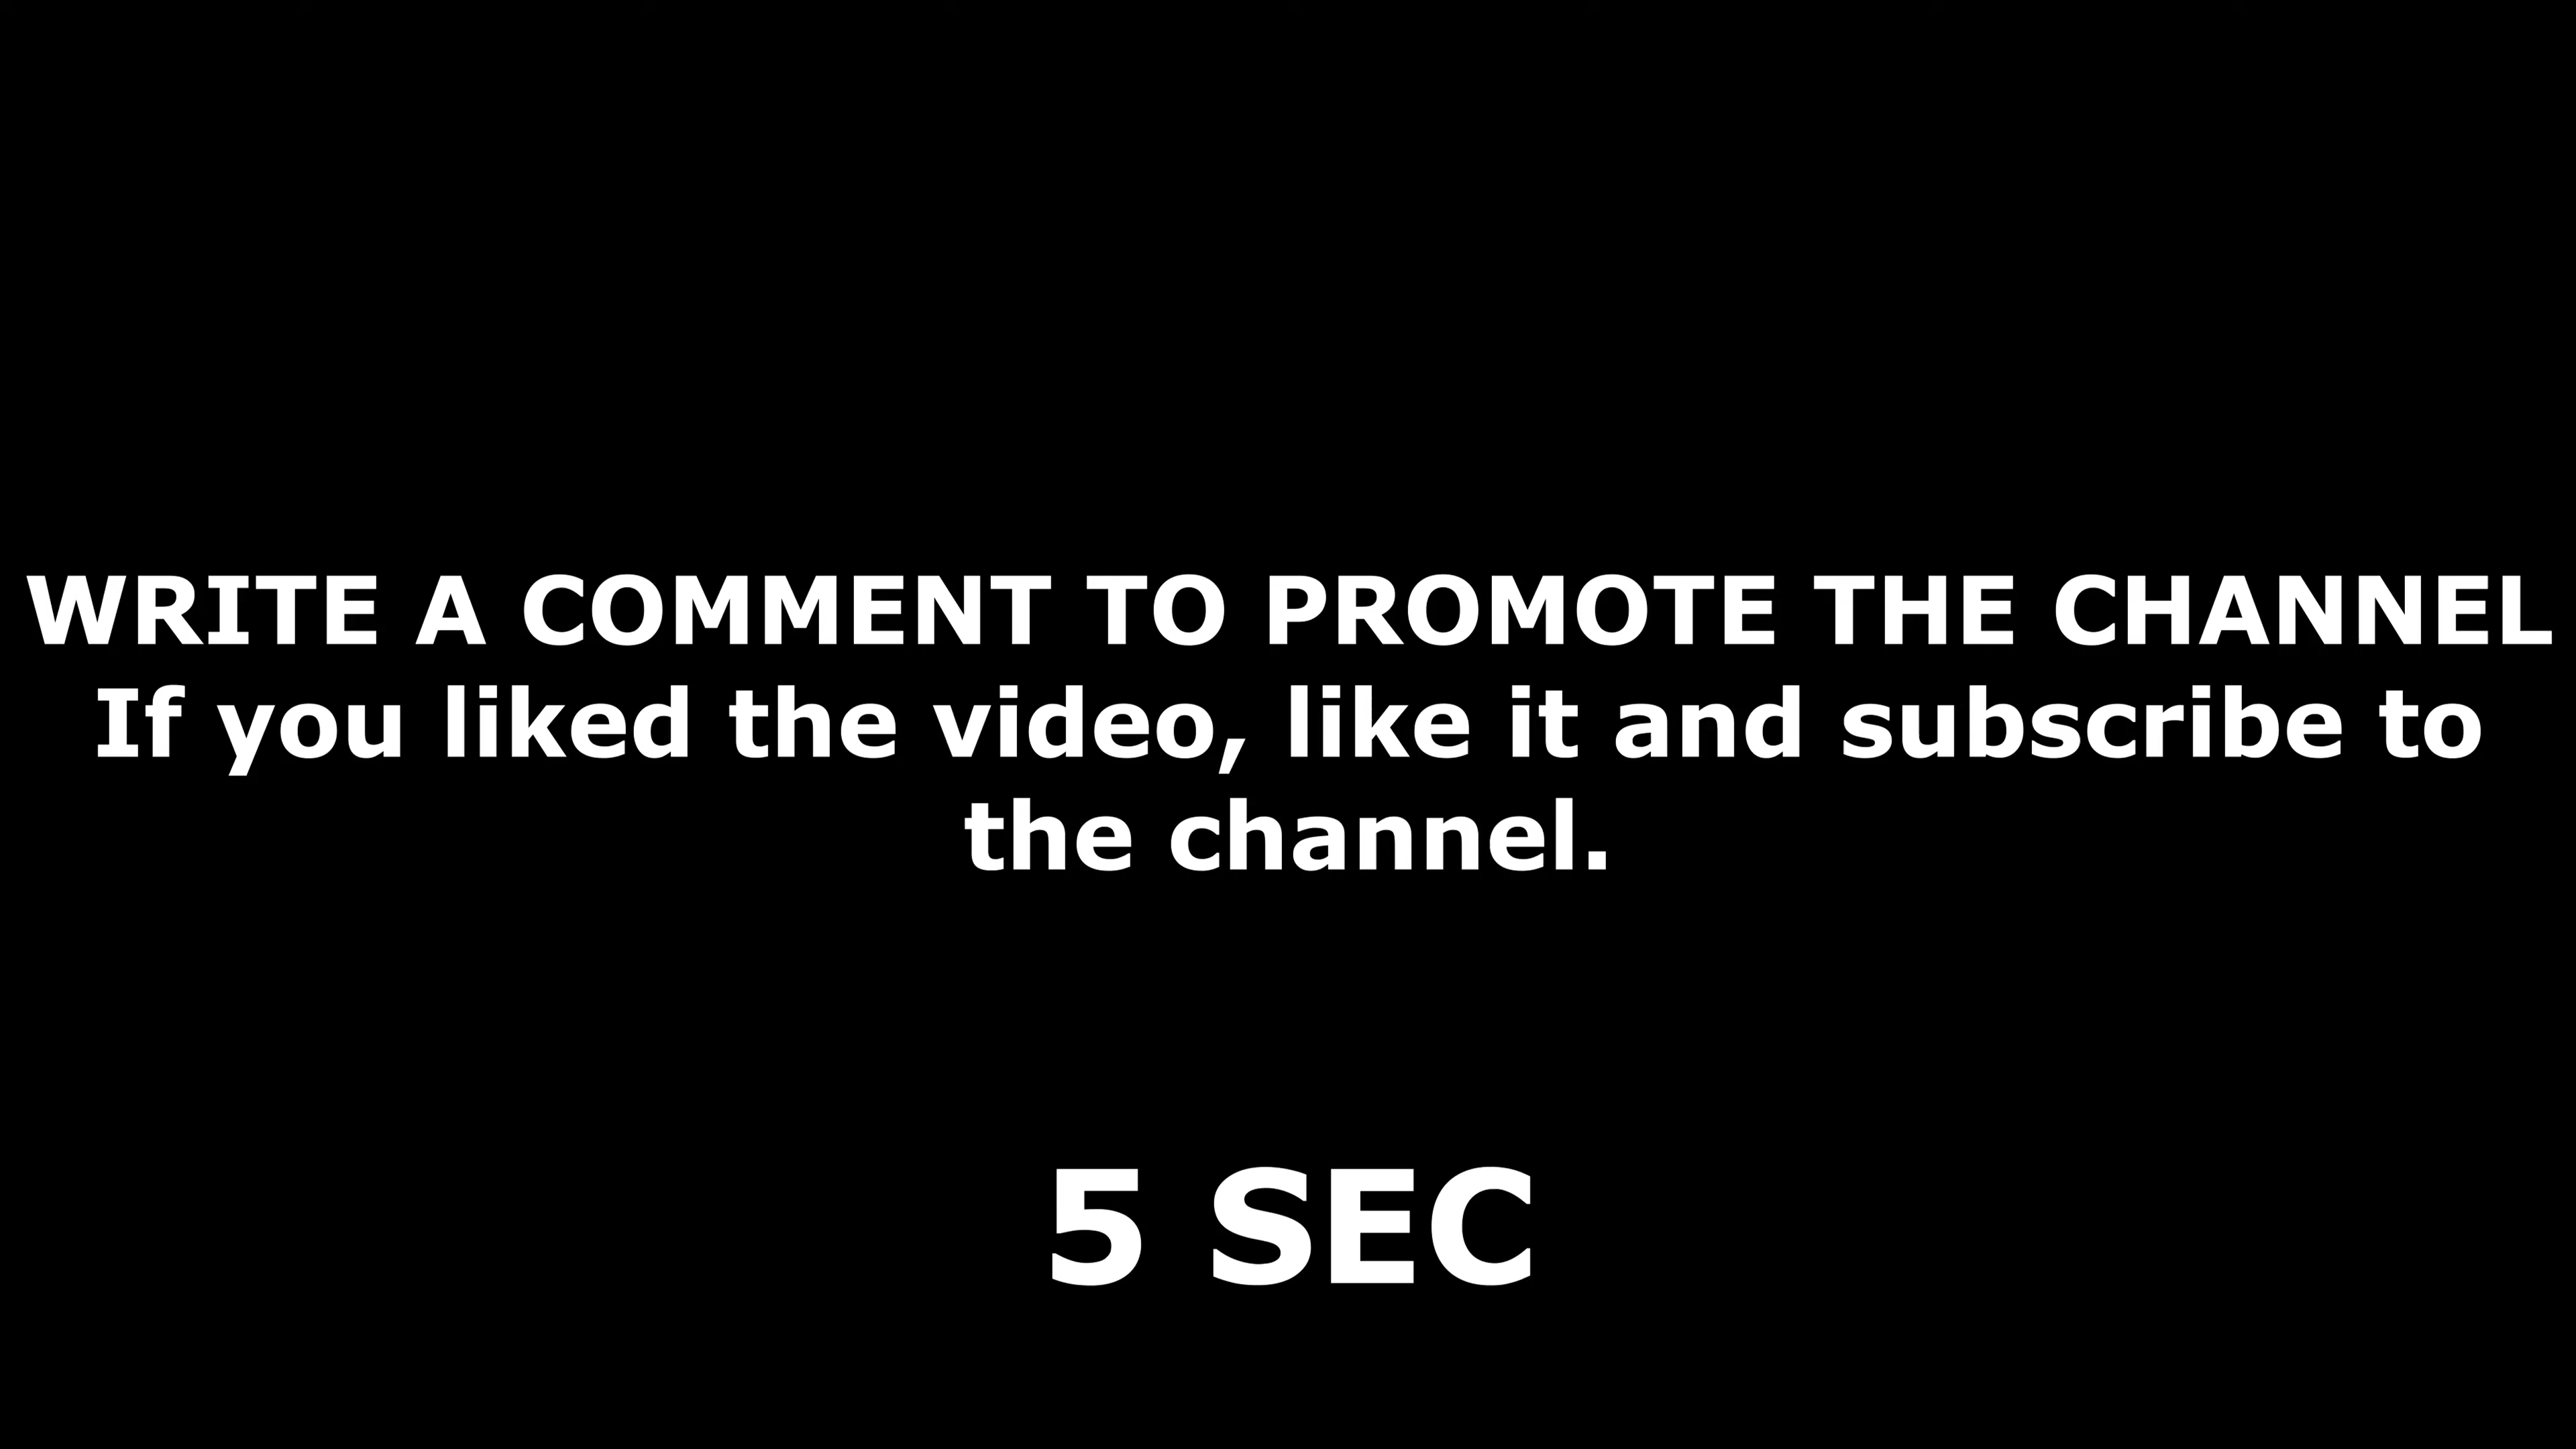 WRITE A COMMENT TO PROMOTE THE CHANNEL
If you liked the video, like it and subscribe to
the channel.
5 SEC